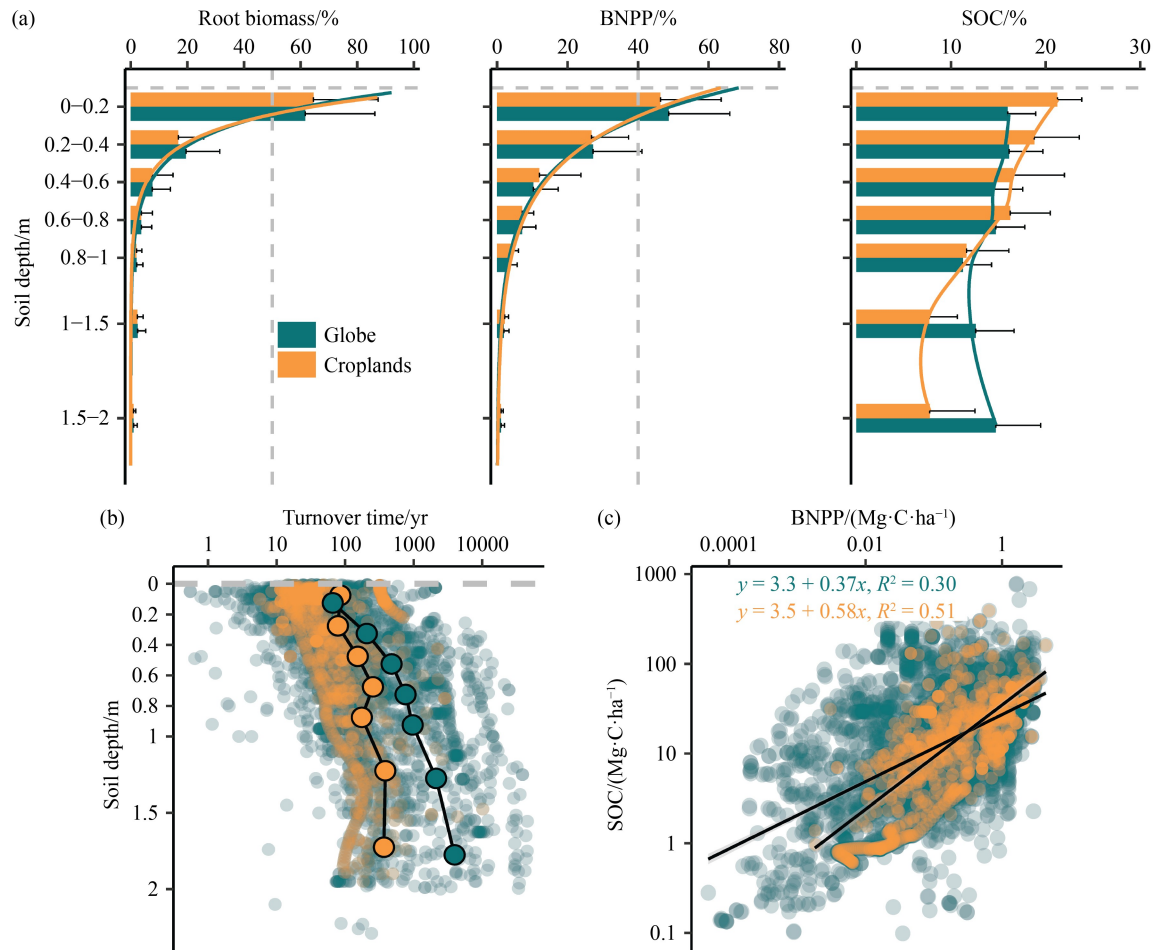 (a)
Root biomass/%
BNPP/%
SOC/%
0 20 40 60 80 100
0 20 40 60 80
0 10 20 30
Soil depth/m
0−0.2
0.2−0.4
0.4−0.6
0.6−0.8
0.8−1
1−1.5
1.5−2
Globe
Croplands
(b)
Turnover time/yr
1 10 100 1000 10000
Soil depth/m
0
0.2
0.4
0.6
0.8
1
1.5
2
(c)
BNPP/(Mg·C·ha⁻¹)
0.0001 0.01 1
SOC/(Mg·C·ha⁻¹)
1000
100
10
1
0.1
y = 3.3 + 0.37x, R² = 0.30
y = 3.5 + 0.58x, R² = 0.51